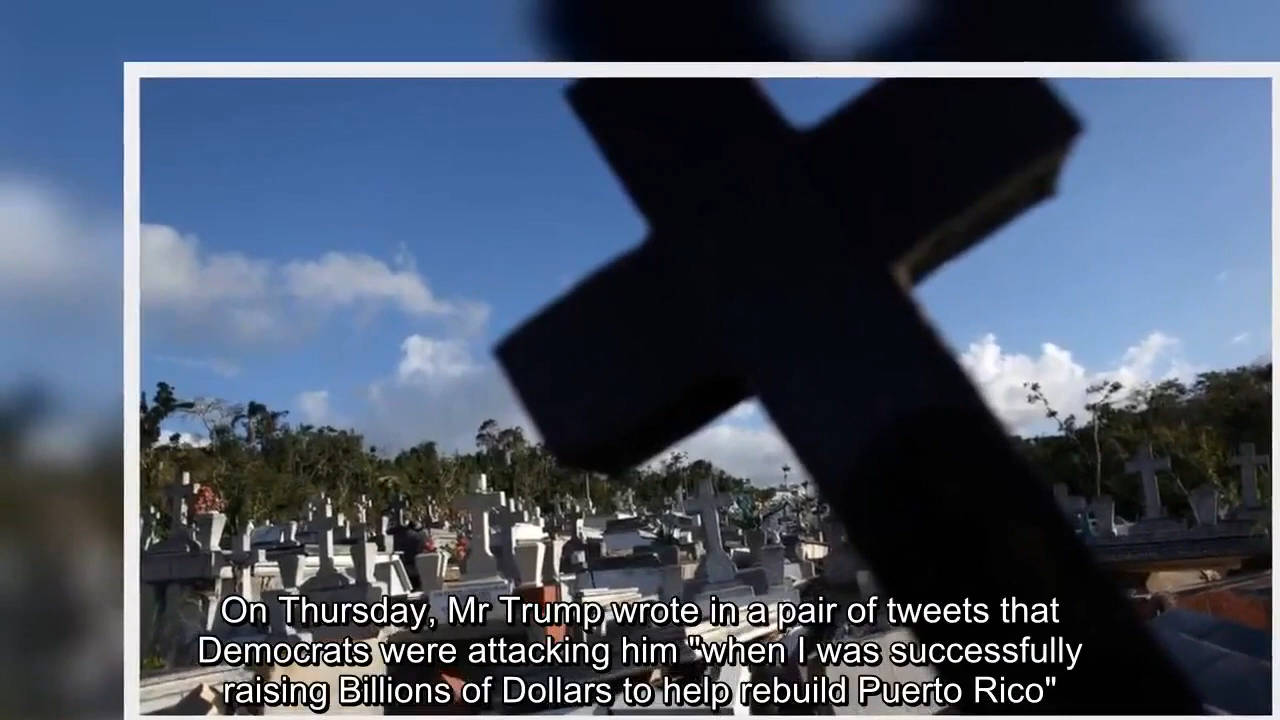 On Thursday, Mr Trump wrote in a pair of tweets that
Democrats were attacking him "when I was successfully
raising Billions of Dollars to help rebuild Puerto Rico"